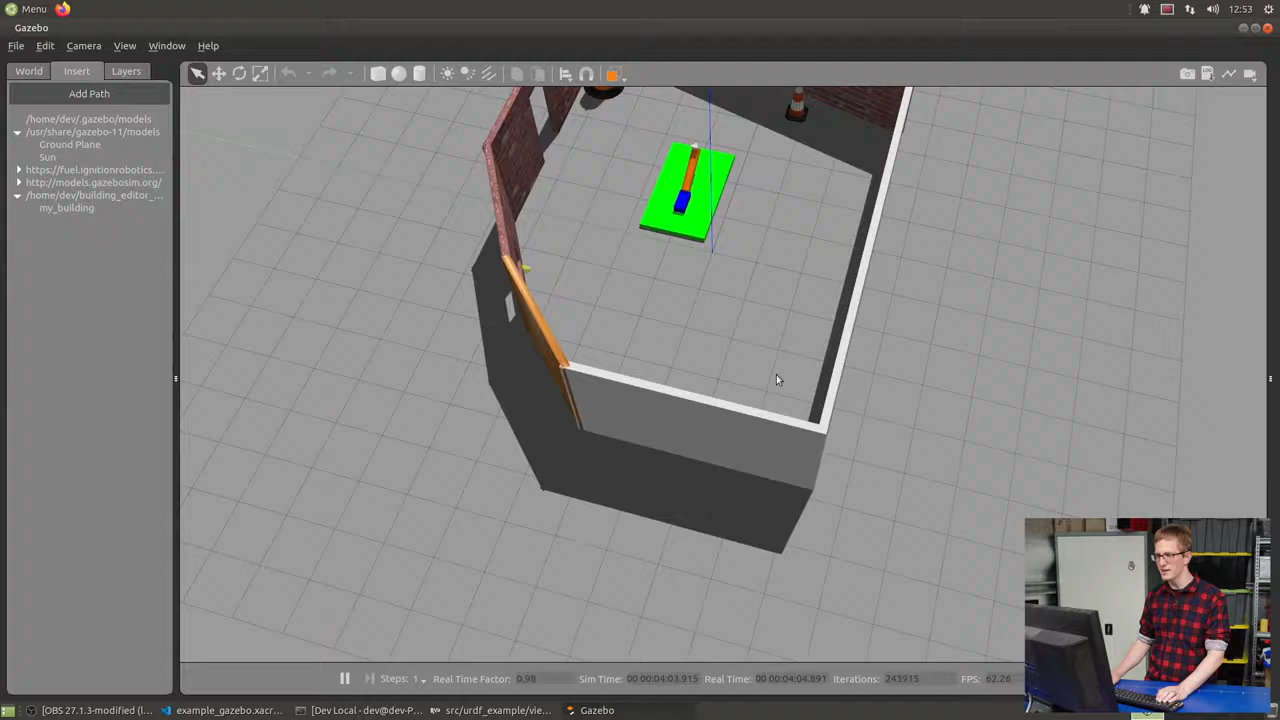 Menu
12:53
Gazebo
File Edit Camera View Window Help
World Insert Layers
Add Path
/home/dev/.gazebo/models
/usr/share/gazebo-11/models
Ground Plane
Sun
https://fuel.ignitionrobotics....
http://models.gazebosim.org/
/home/dev/building_editor_...
my_building
Steps: 1 Real Time Factor: 0.98 Sim Time: 00 00:04:03.915 Real Time: 00 00:04:04.891 Iterations: 243915 FPS: 62.26
[OBS 27.1.3-modified (l... example_gazebo.xacr... [Dev Local - dev@dev-P... src/urdf_example/vie... Gazebo